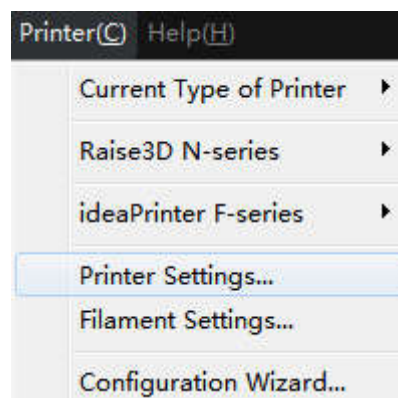 Printer(C) Help(H)
Current Type of Printer
Raise3D N-series
ideaPrinter F-series
Printer Settings...
Filament Settings...
Configuration Wizard...